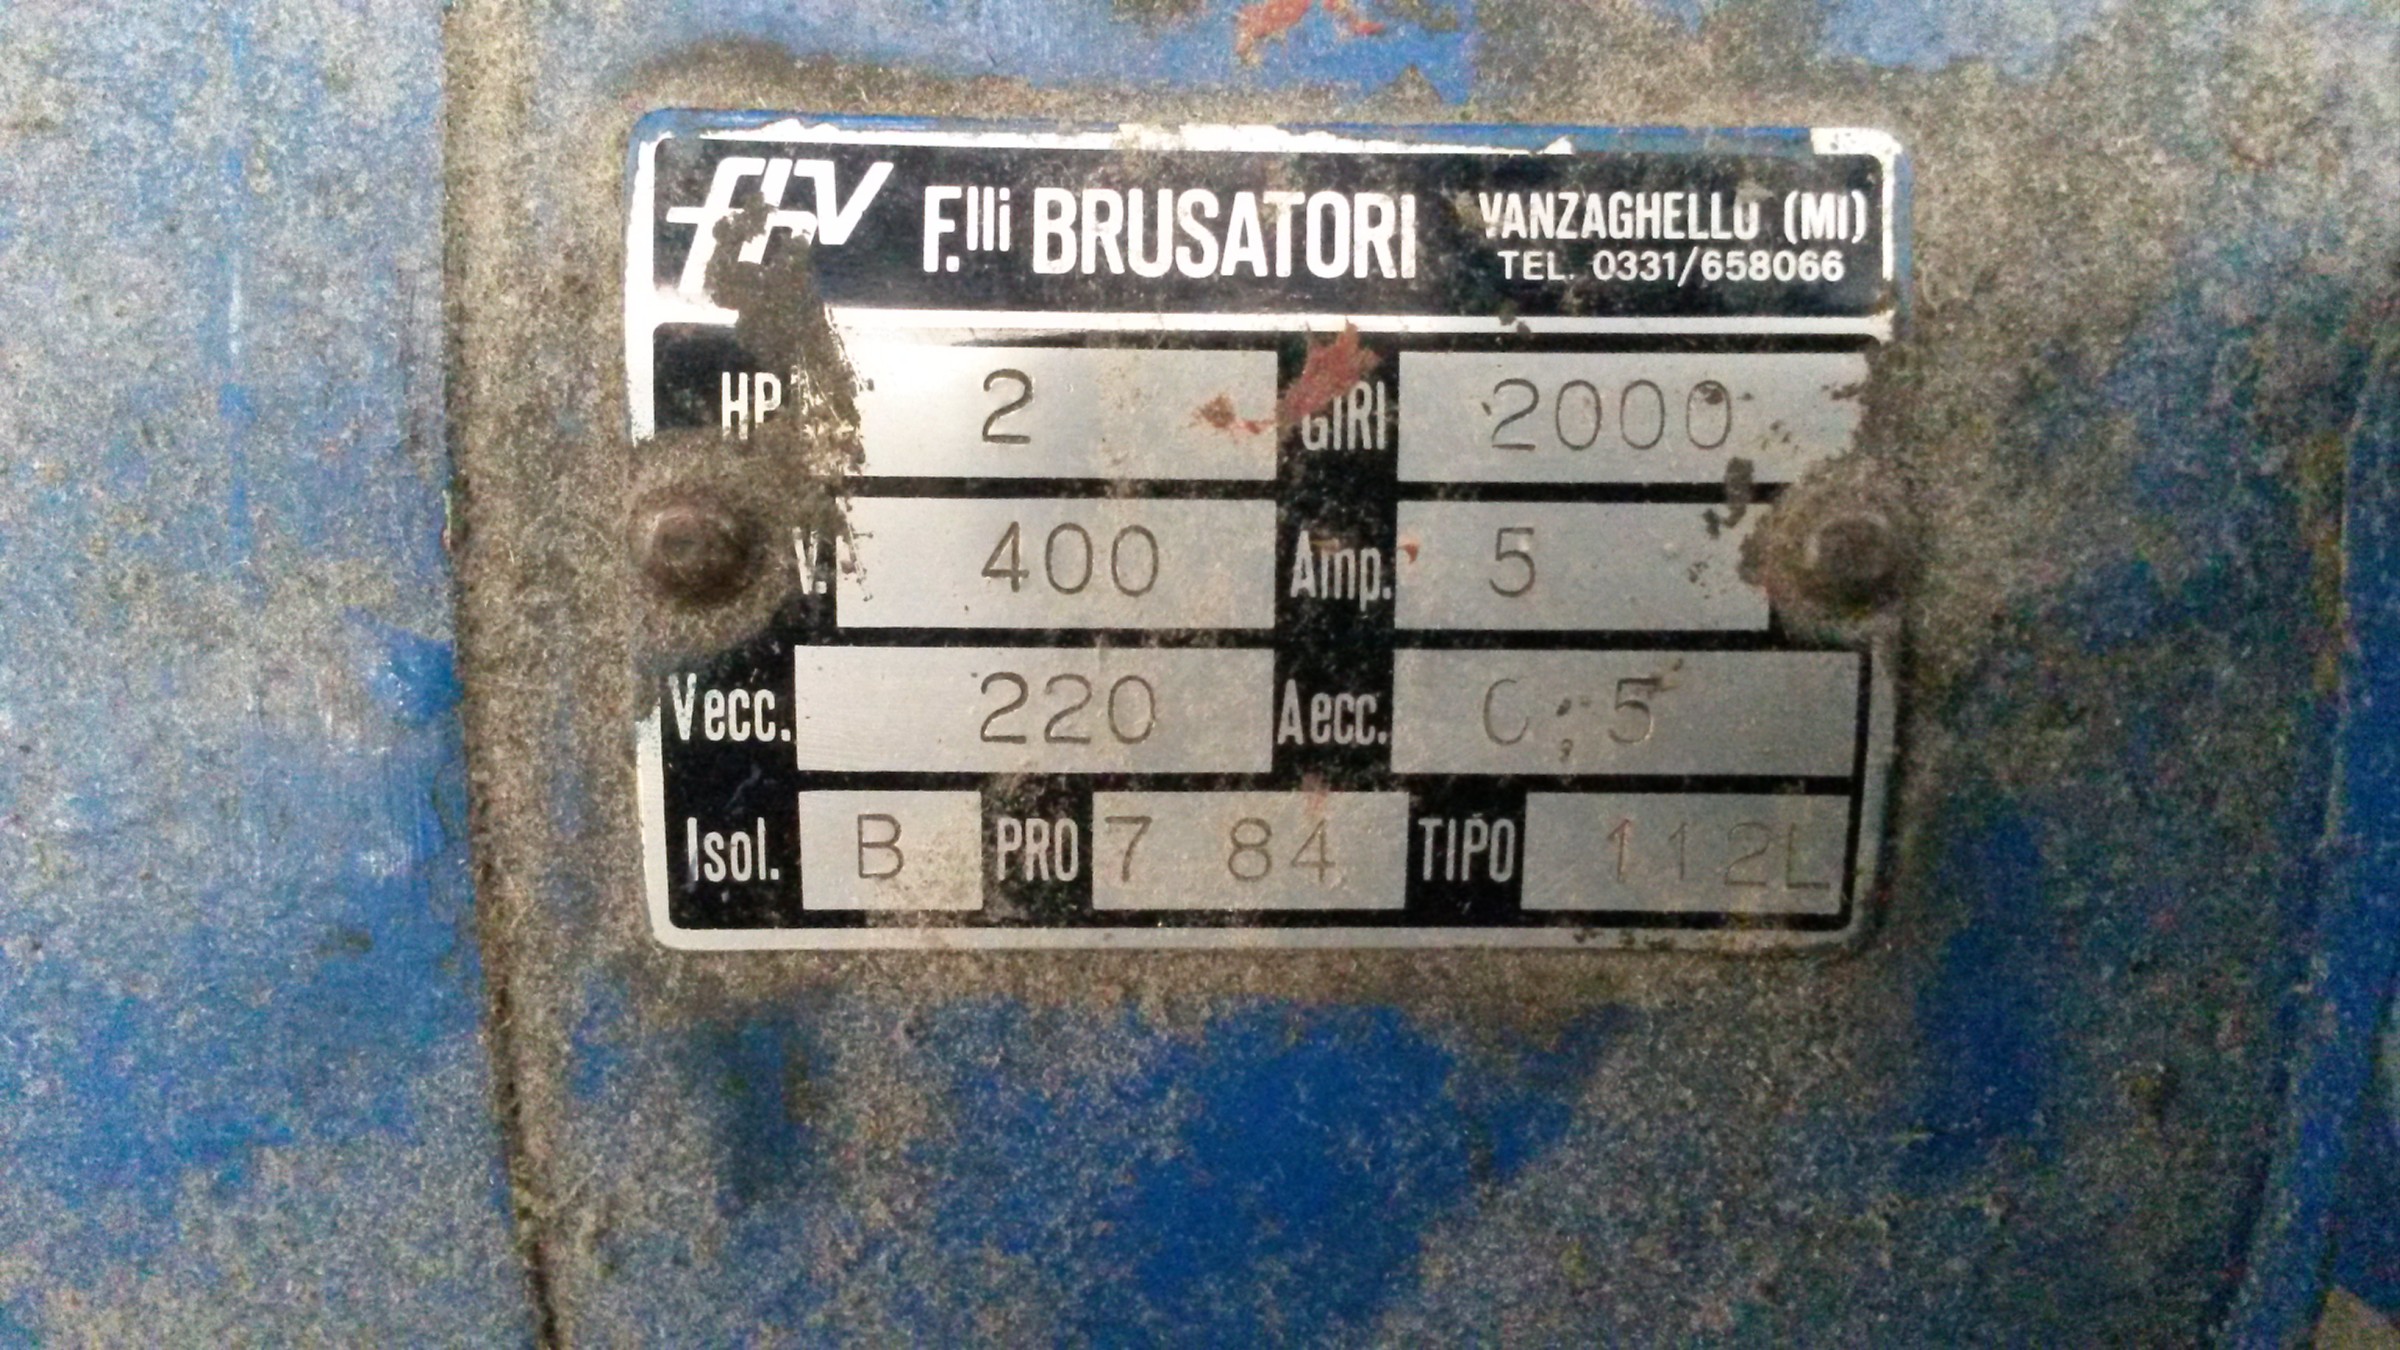 F.lli BRUSATORI VANZAGHELLO (MI)
TEL. 0331/658066
HP 2 GIRI 2000
V. 400 Amp. 5
Vecc. 220 Aecc. 0,5
Isol. B PRO 7 84 TIPO 112L